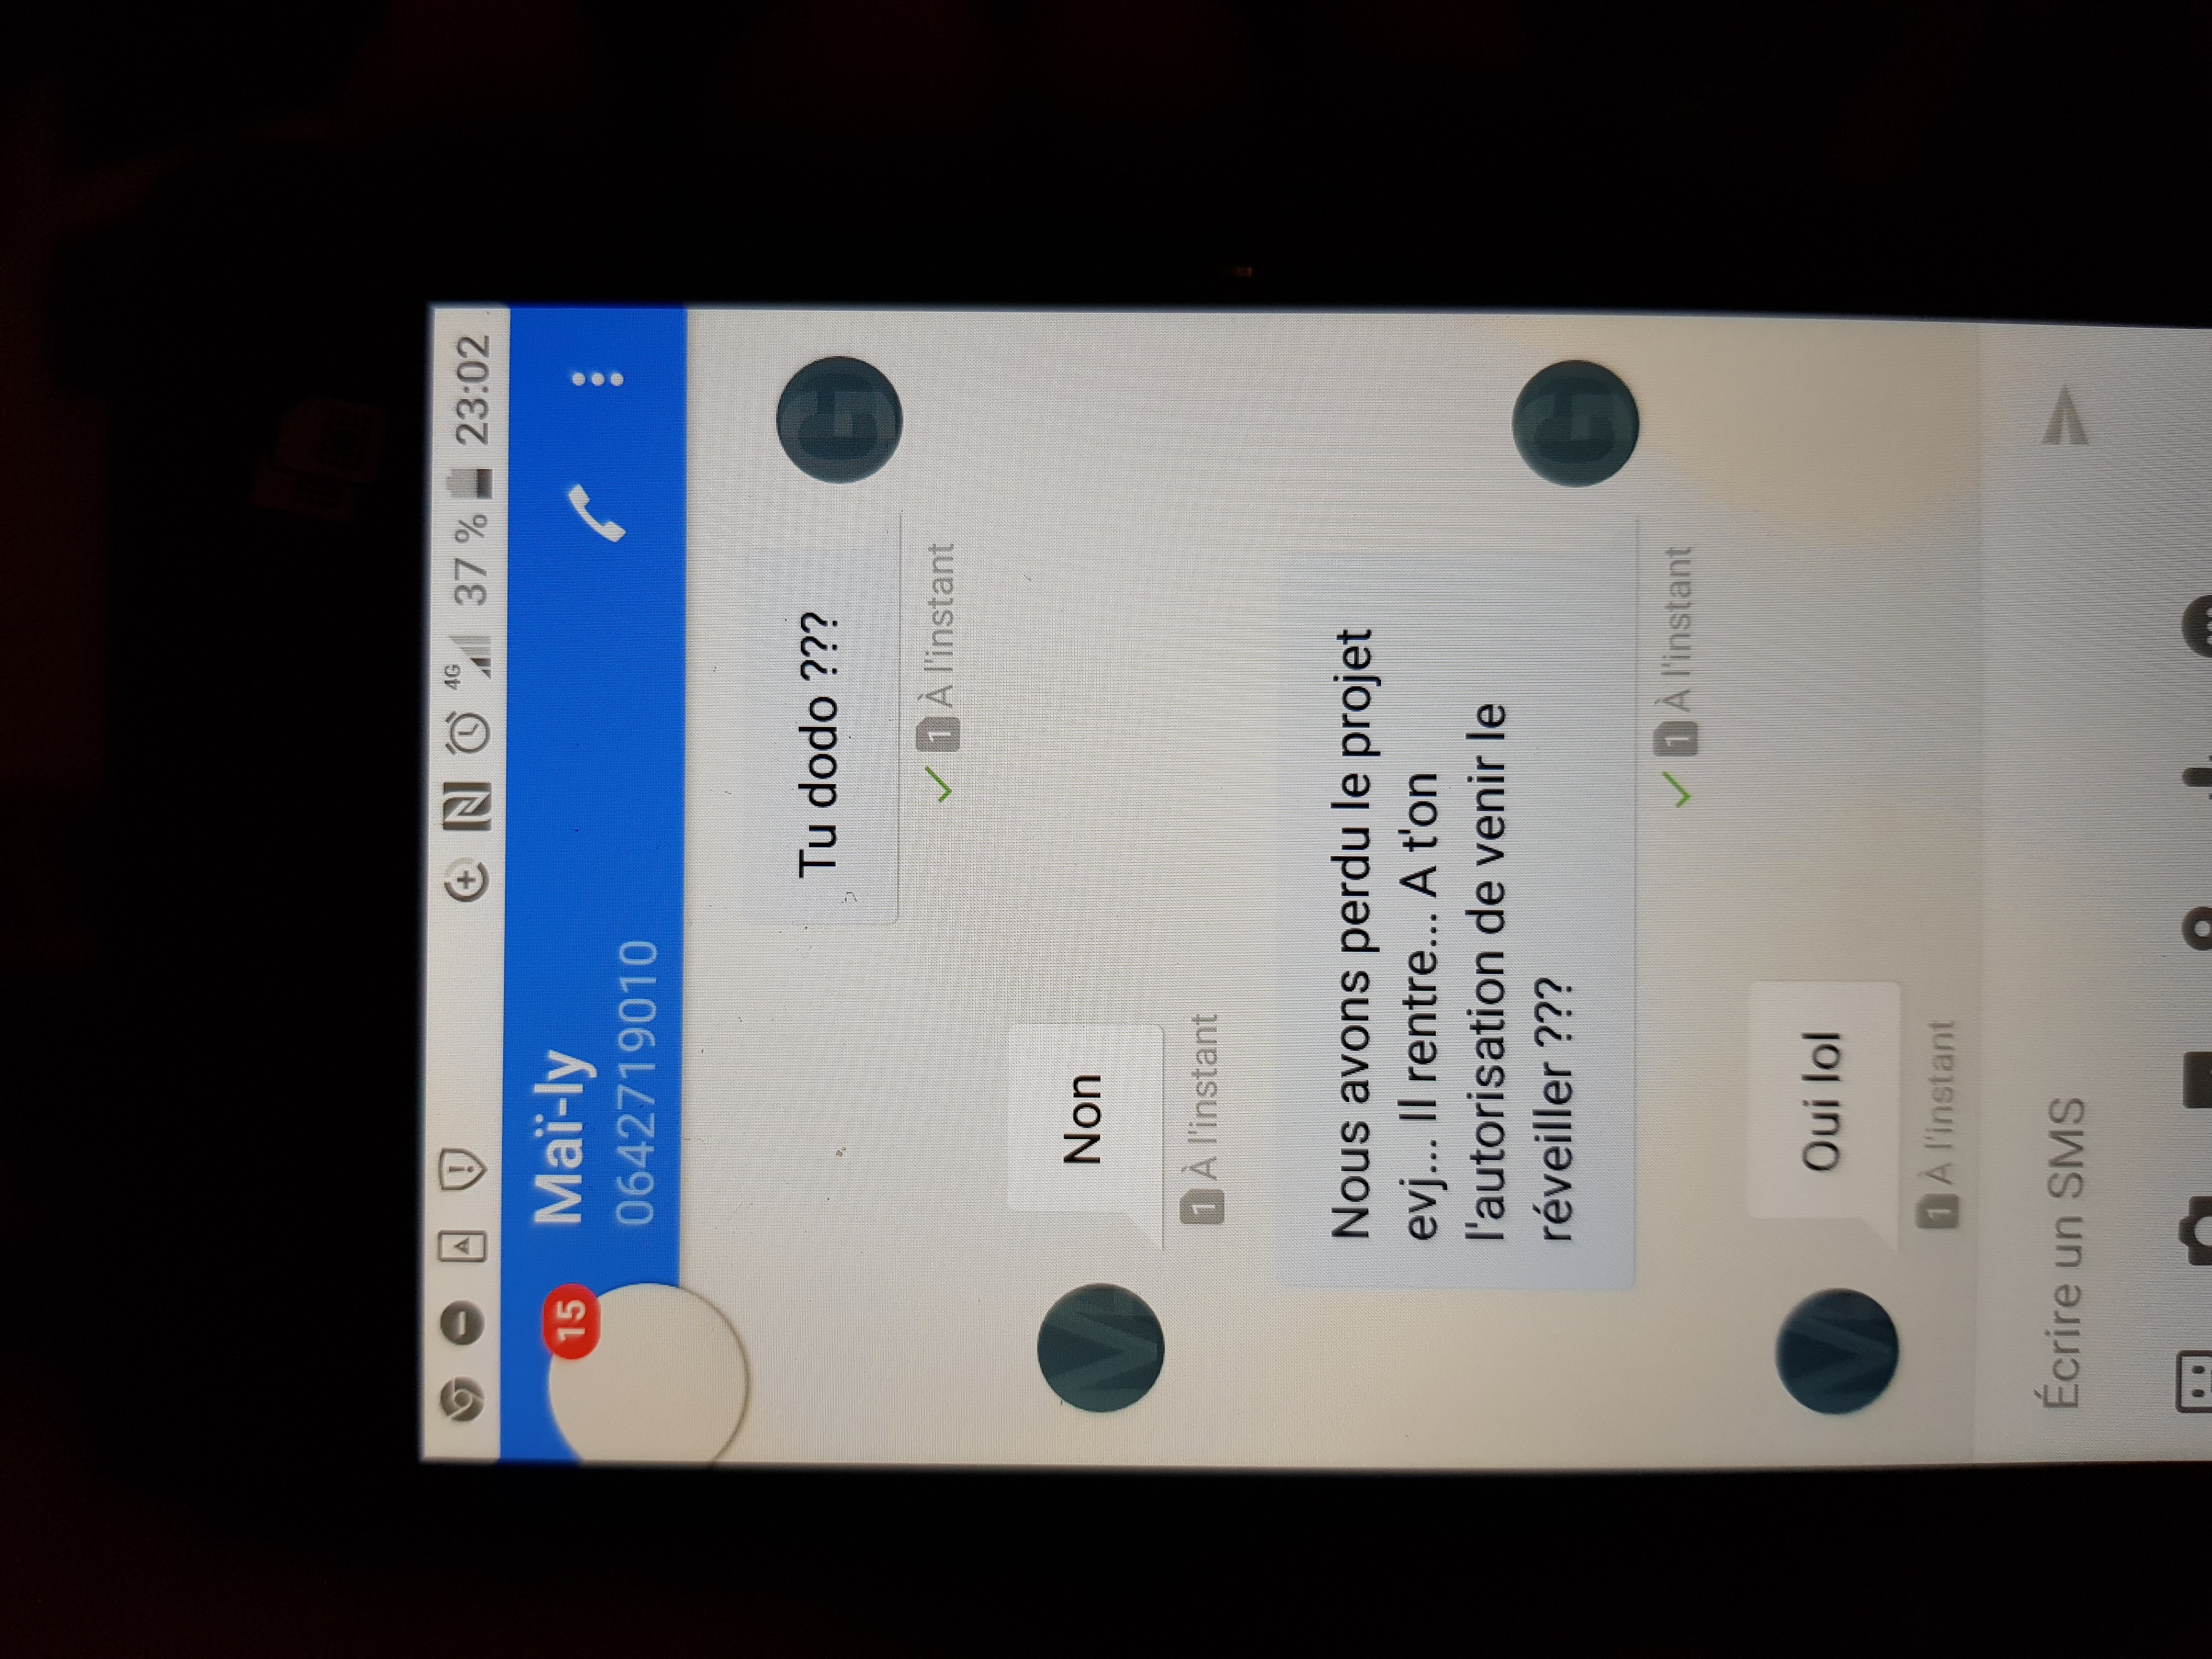 4G 37 % 23:02
15
Maï-ly
0642719010
Tu dodo ???
G
1 À l'instant
M
Non
1 À l'instant
Nous avons perdu le projet
evj... Il rentre... A t'on
l'autorisation de venir le
réveiller ???
G
1 À l'instant
M
Oui lol
1 À l'instant
Écrire un SMS